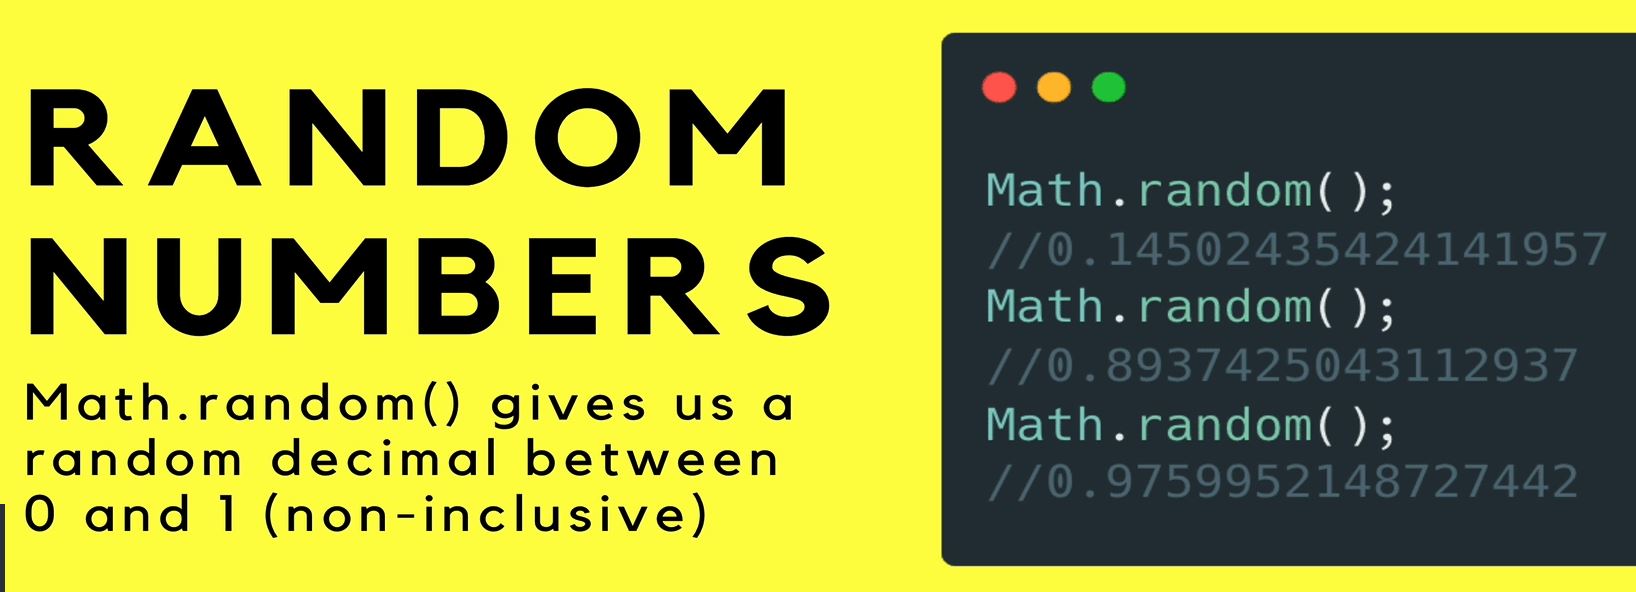 RANDOM
NUMBERS
Math.random() gives us a
random decimal between
0 and 1 (non-inclusive)
Math.random();
//0.14502435424141957
Math.random();
//0.8937425043112937
Math.random();
//0.9759952148727442